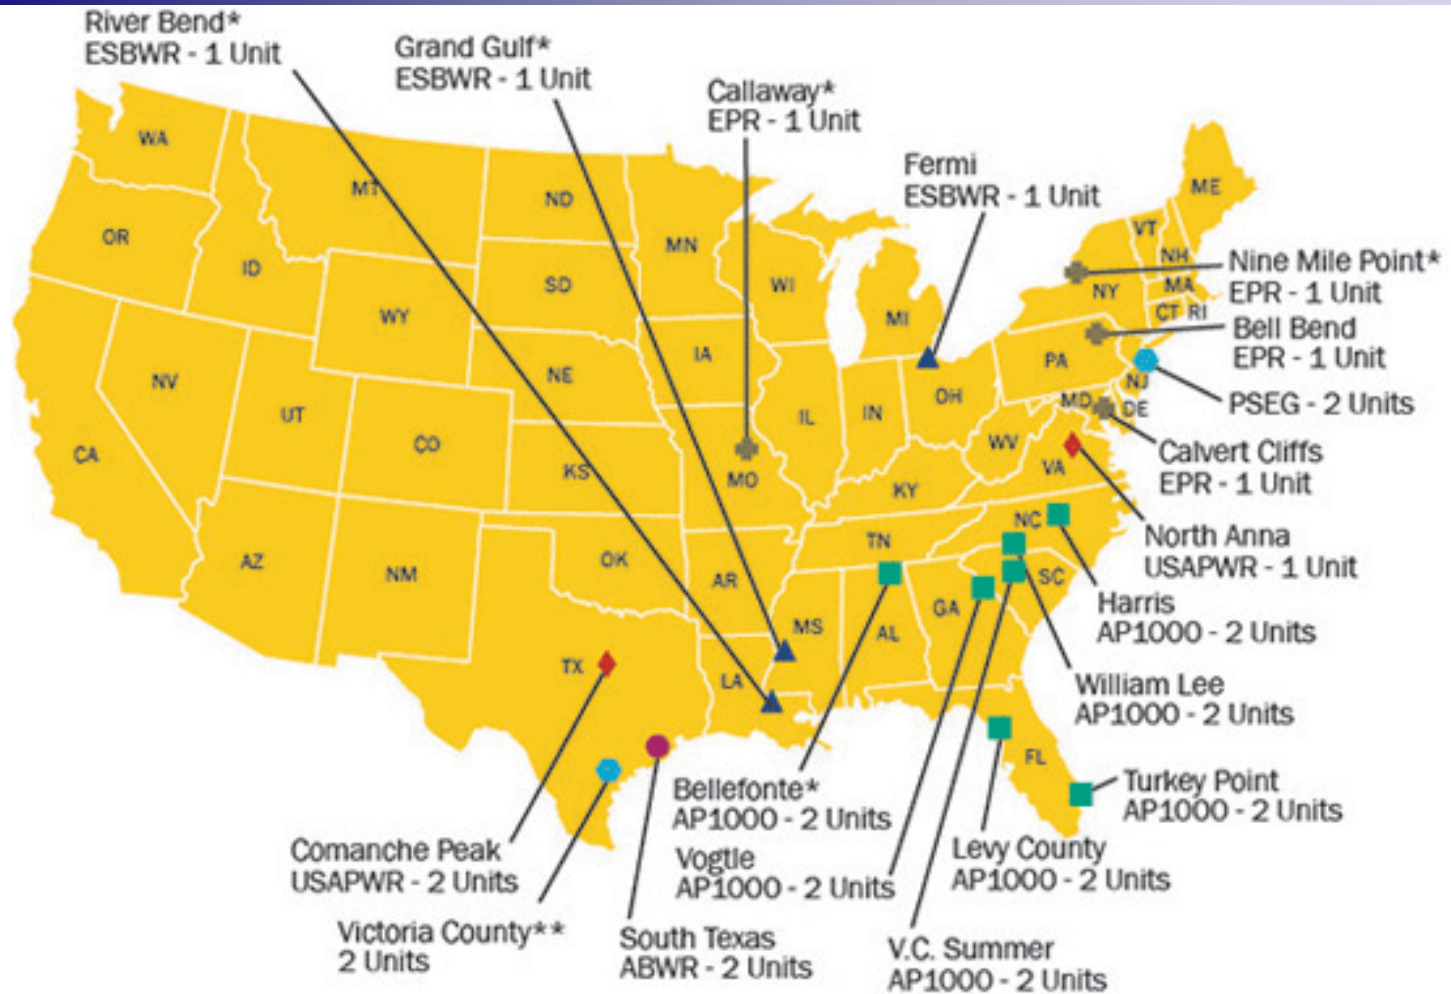 River Bend*
ESBWR - 1 Unit
Grand Gulf*
ESBWR - 1 Unit
Callaway*
EPR - 1 Unit
Fermi
ESBWR - 1 Unit
Nine Mile Point*
EPR - 1 Unit
Bell Bend
EPR - 1 Unit
PSEG - 2 Units
Calvert Cliffs
EPR - 1 Unit
North Anna
USAPWR - 1 Unit
Harris
AP1000 - 2 Units
William Lee
AP1000 - 2 Units
Turkey Point
AP1000 - 2 Units
Levy County
AP1000 - 2 Units
V.C. Summer
AP1000 - 2 Units
Bellefonte*
AP1000 - 2 Units
Vogtle
AP1000 - 2 Units
South Texas
ABWR - 2 Units
Victoria County**
2 Units
Comanche Peak
USAPWR - 2 Units
WA
OR
CA
NV
ID
MT
WY
UT
CO
AZ
NM
ND
SD
NE
KS
OK
TX
MN
IA
MO
AR
LA
WI
IL
MI
IN
OH
KY
TN
MS
AL
GA
FL
SC
NC
VA
WV
PA
NY
VT
NH
ME
MA
CT
RI
NJ
DE
MD